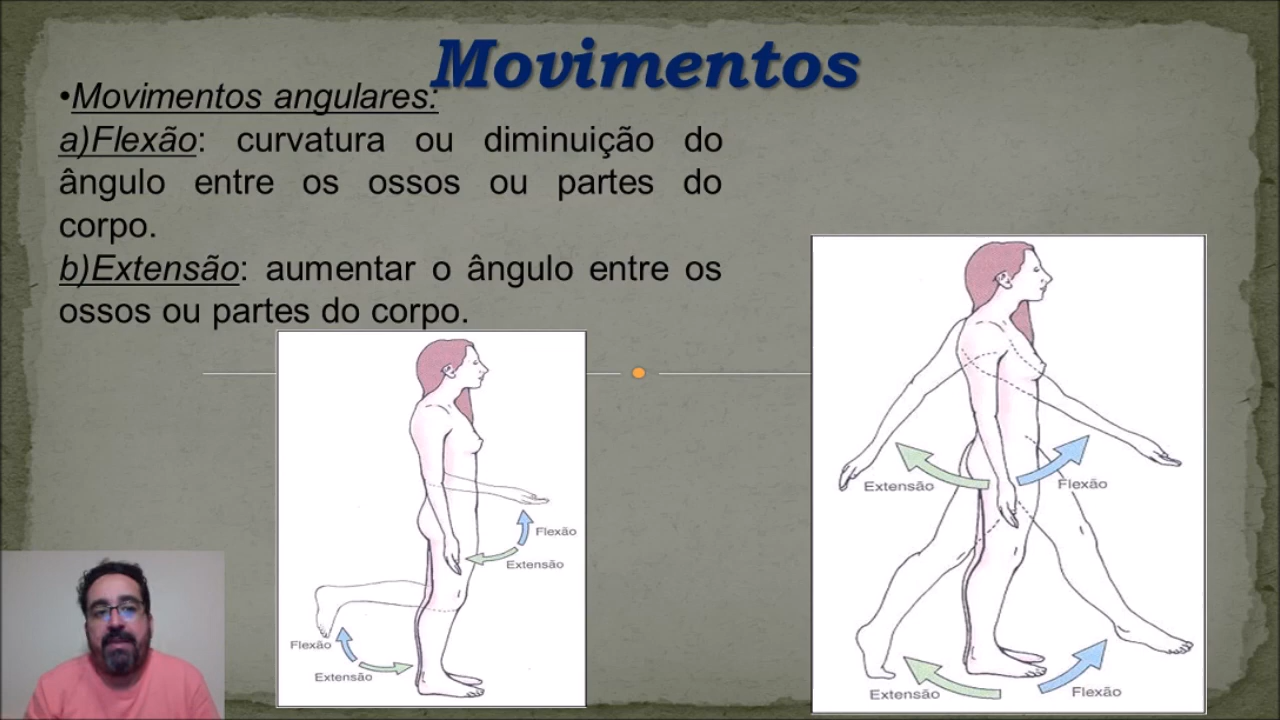 Movimentos
•Movimentos angulares:
a)Flexão: curvatura ou diminuição do
ângulo entre os ossos ou partes do
corpo.
b)Extensão: aumentar o ângulo entre os
ossos ou partes do corpo.
Flexão
Extensão
Flexão
Extensão
Extensão
Flexão
Extensão
Flexão